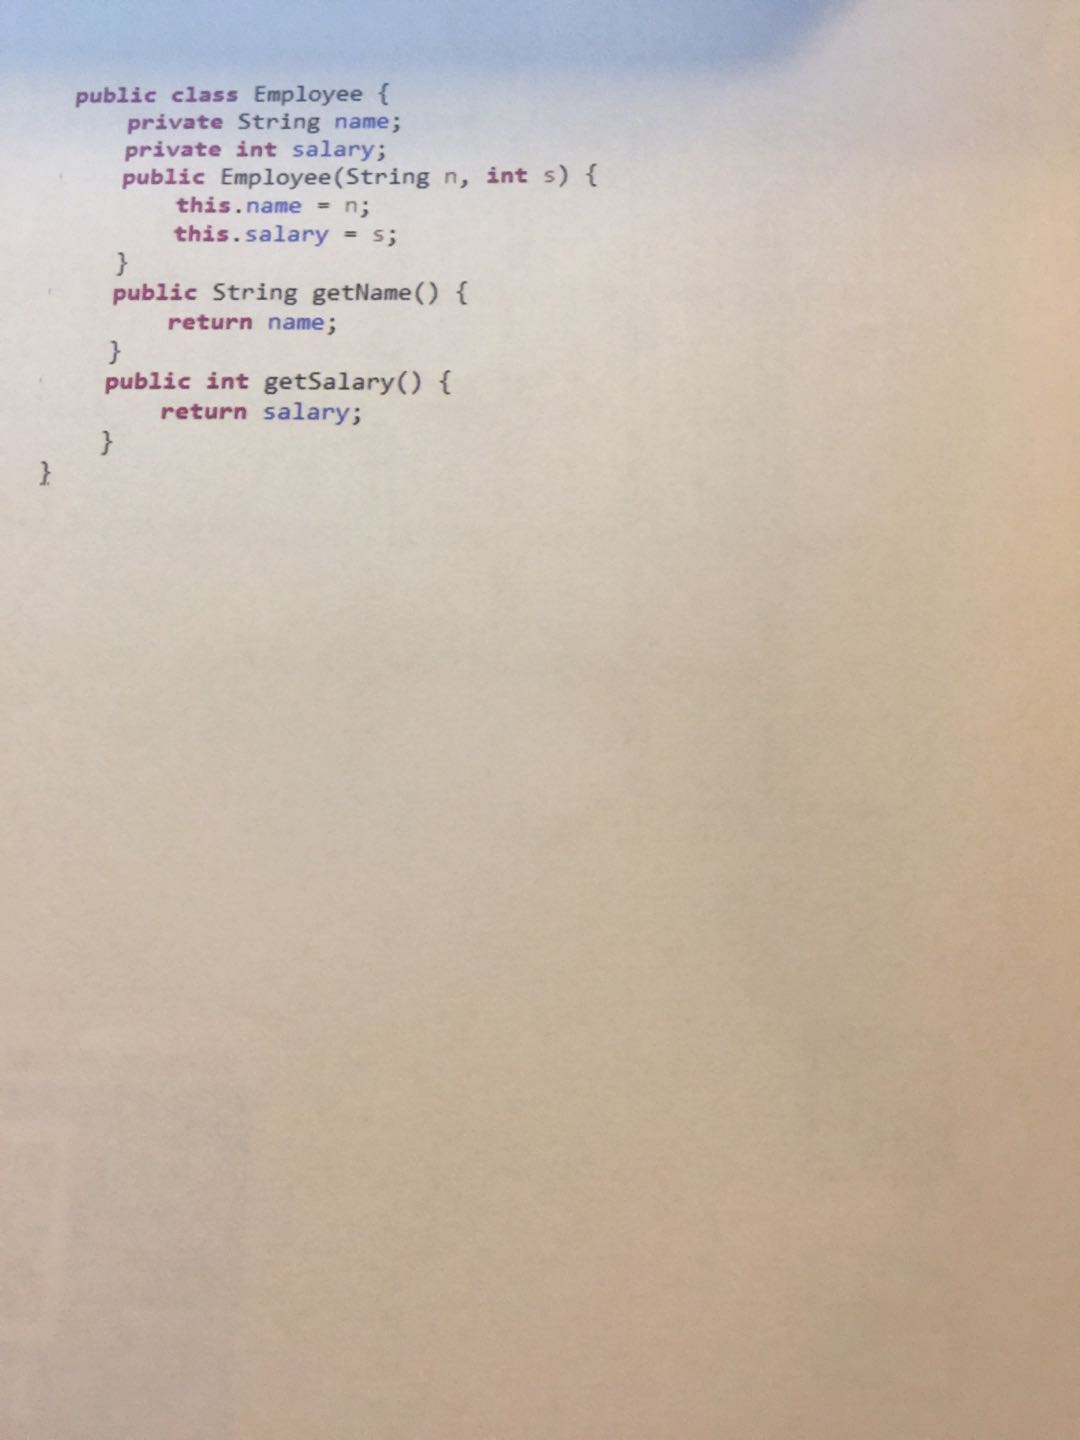 public class Employee {
    private String name;
    private int salary;
    public Employee(String n, int s) {
        this.name = n;
        this.salary = s;
    }
    public String getName() {
        return name;
    }
    public int getSalary() {
        return salary;
    }
}